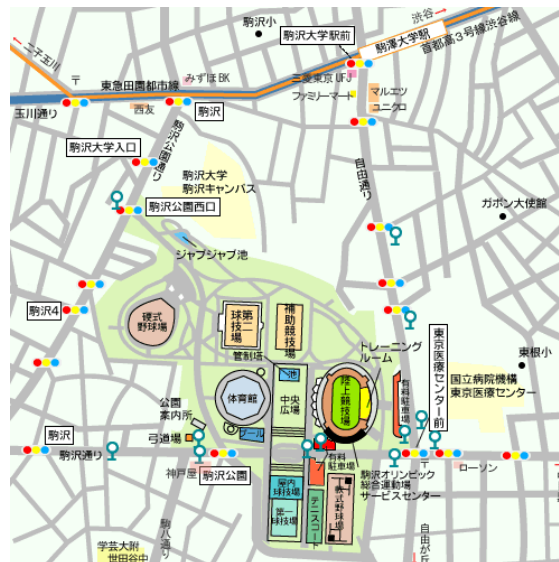 駒沢小
渋谷
駒沢大学駅前
駒澤大学駅
首都高3号線渋谷線
二子玉川
〒
みずほBK
三菱東京UFJ
ファミリーマート
マルエツ
ユニクロ
東急田園都市線
玉川通り
西友
駒沢
駒沢公園通り
自由通り
駒沢大学入口
駒沢大学
駒沢キャンパス
駒沢公園西口
ガボン大使館
ジャブジャブ池
駒沢4
硬式
野球場
第二
球技場
補助競技場
トレーニング
ルーム
東京医療センター前
東根小
管制塔
池
陸上競技場
有料駐車場
国立病院機構
東京医療センター
体育館
中央
広場
公園
案内所
プール
弓道場
駒沢
駒沢通り
有料
駐車場
〒
ローソン
神戸屋
駒沢公園
屋内
球技場
第一
球技場
テニスコート
軟式野球場
駒沢オリンピック
総合運動場
サービスセンター
駒八通り
自由が丘
学芸大附
世田谷中